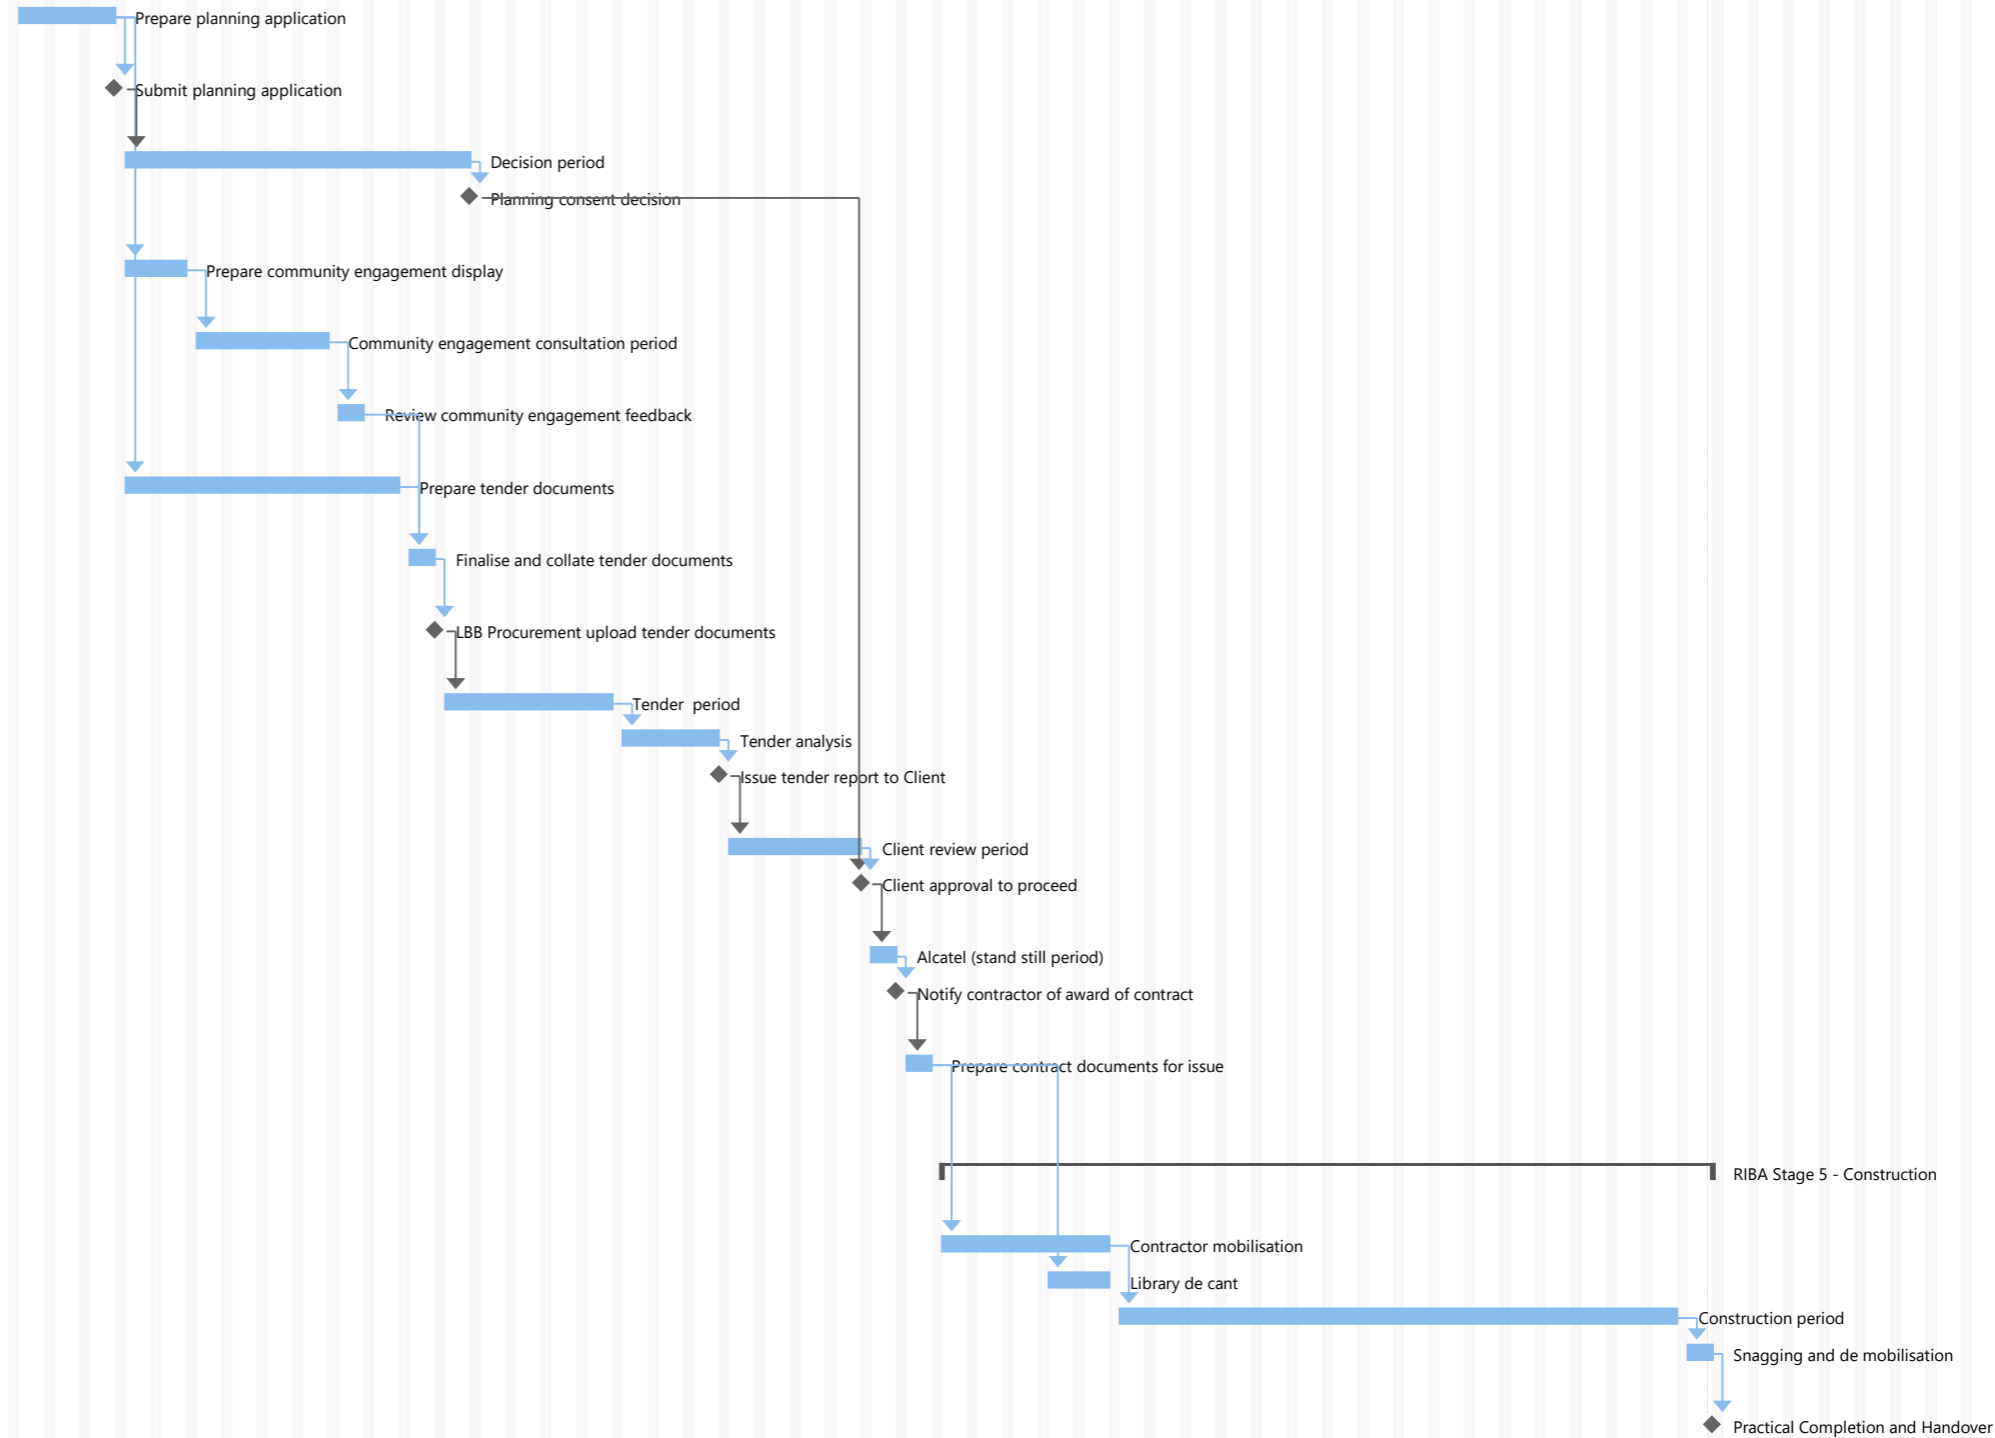 Prepare planning application
Submit planning application
Decision period
Planning consent decision
Prepare community engagement display
Community engagement consultation period
Review community engagement feedback
Prepare tender documents
Finalise and collate tender documents
LBB Procurement upload tender documents
Tender  period
Tender analysis
Issue tender report to Client
Client review period
Client approval to proceed
Alcatel (stand still period)
Notify contractor of award of contract
Prepare contract documents for issue
RIBA Stage 5 - Construction
Contractor mobilisation
Library de cant
Construction period
Snagging and de mobilisation
Practical Completion and Handover